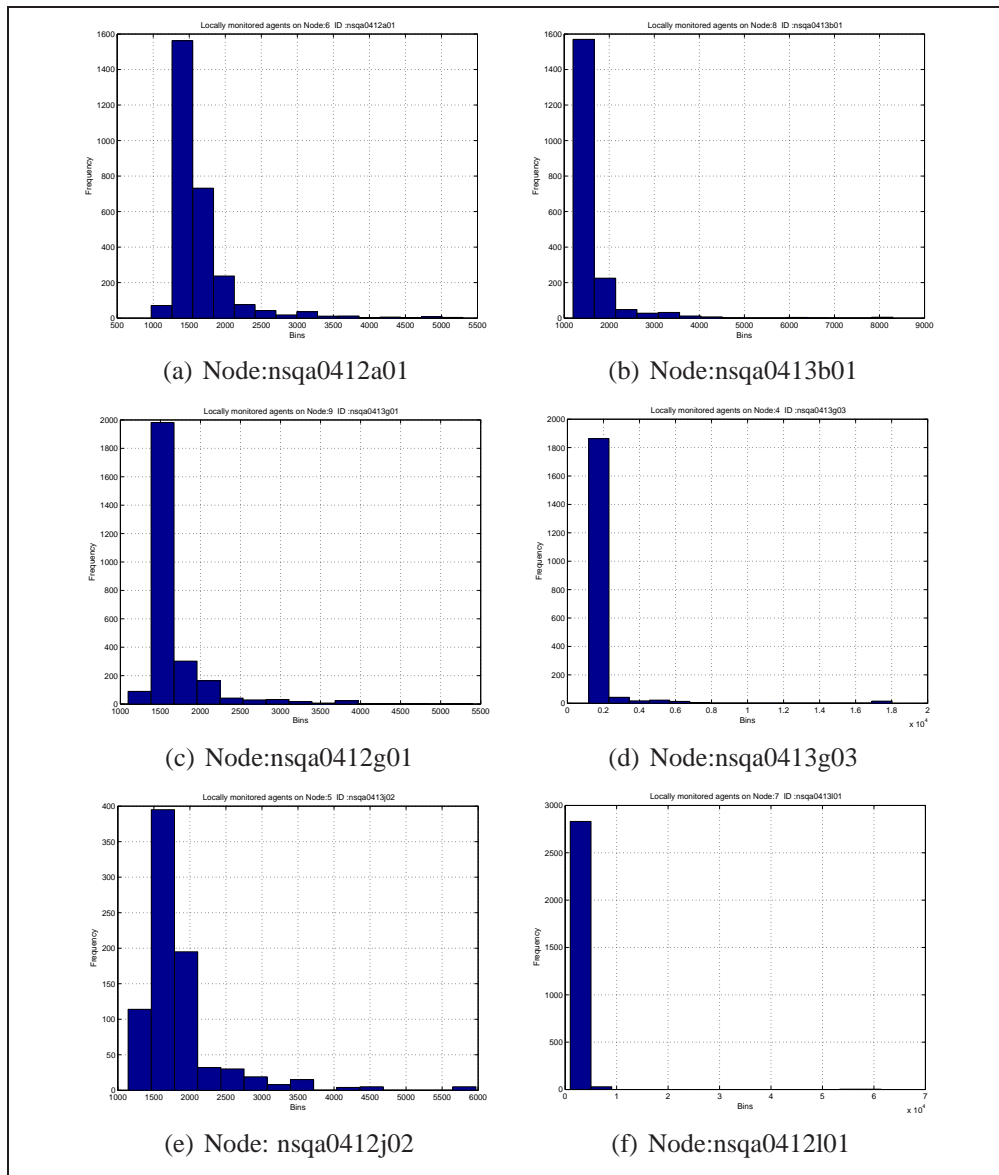 Locally monitored agents on Node:6 ID :nsqa0412a01
1600
1400
1200
1000
800
600
400
200
0
Frequency
500 1000 1500 2000 2500 3000 3500 4000 4500 5000 5500
Bins
(a) Node:nsqa0412a01
Locally monitored agents on Node:8 ID :nsqa0413b01
1600
1400
1200
1000
800
600
400
200
0
Frequency
1000 2000 3000 4000 5000 6000 7000 8000 9000
Bins
(b) Node:nsqa0413b01
Locally monitored agents on Node:9 ID :nsqa0413g01
2000
1800
1600
1400
1200
1000
800
600
400
200
0
Frequency
1000 1500 2000 2500 3000 3500 4000 4500 5000 5500
Bins
(c) Node:nsqa0412g01
Locally monitored agents on Node:4 ID :nsqa0413g03
2000
1800
1600
1400
1200
1000
800
600
400
200
0
Frequency
0 0.2 0.4 0.6 0.8 1 1.2 1.4 1.6 1.8 2
Bins
x 10⁴
(d) Node:nsqa0413g03
Locally monitored agents on Node:5 ID :nsqa0413j02
400
350
300
250
200
150
100
50
0
Frequency
1000 1500 2000 2500 3000 3500 4000 4500 5000 5500 6000
Bins
(e) Node: nsqa0412j02
Locally monitored agents on Node:7 ID :nsqa0413l01
3000
2500
2000
1500
1000
500
0
Frequency
0 1 2 3 4 5 6 7
Bins
x 10⁴
(f) Node:nsqa0412l01